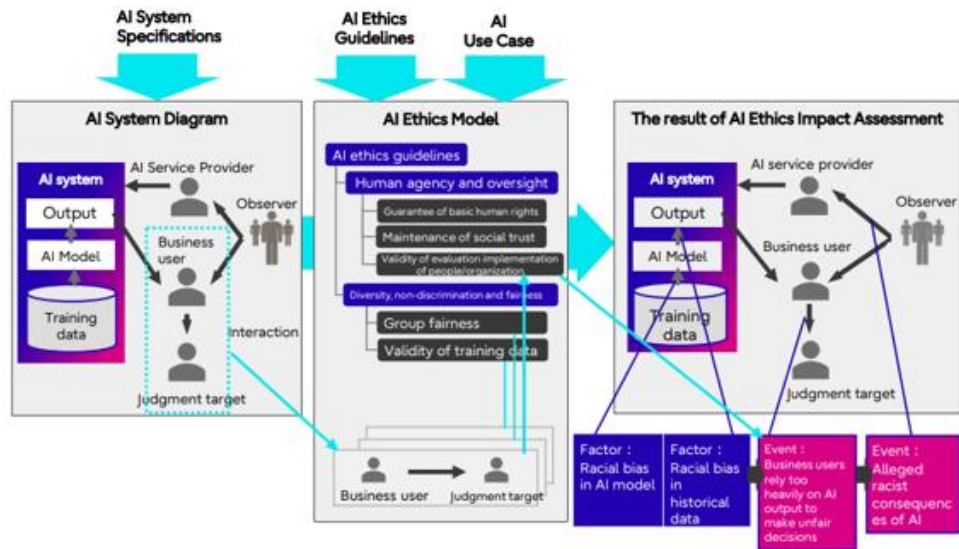 AI System
Specifications
AI Ethics
Guidelines
AI
Use Case
AI System Diagram
AI Service Provider
AI system
Output
AI Model
Training
data
Observer
Business
user
Interaction
Judgment target
AI Ethics Model
AI ethics guidelines
Human agency and oversight
Guarantee of basic human rights
Maintenance of social trust
Validity of evaluation implementation
of people/organization
Diversity, non-discrimination and fairness
Group fairness
Validity of training data
Business user
Judgment target
The result of AI Ethics Impact Assessment
AI service provider
AI system
Output
AI Model
Training
data
Observer
Business user
Judgment target
Factor：
Racial bias
in AI model
Factor：
Racial bias
in
historical
data
Event：
Business users
rely too
heavily on AI
output to
make unfair
decisions
Event：
Alleged
racist
consequenc
es of AI